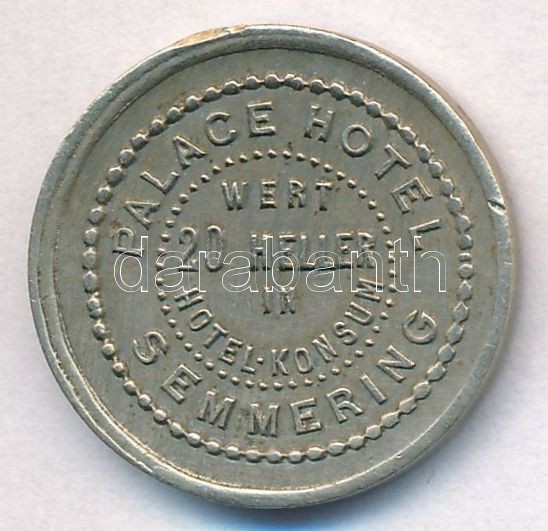 PALACE HOTEL
WERT
20 HELLER
IN
HOTEL-KONSUM
SEMMERING
darabanth